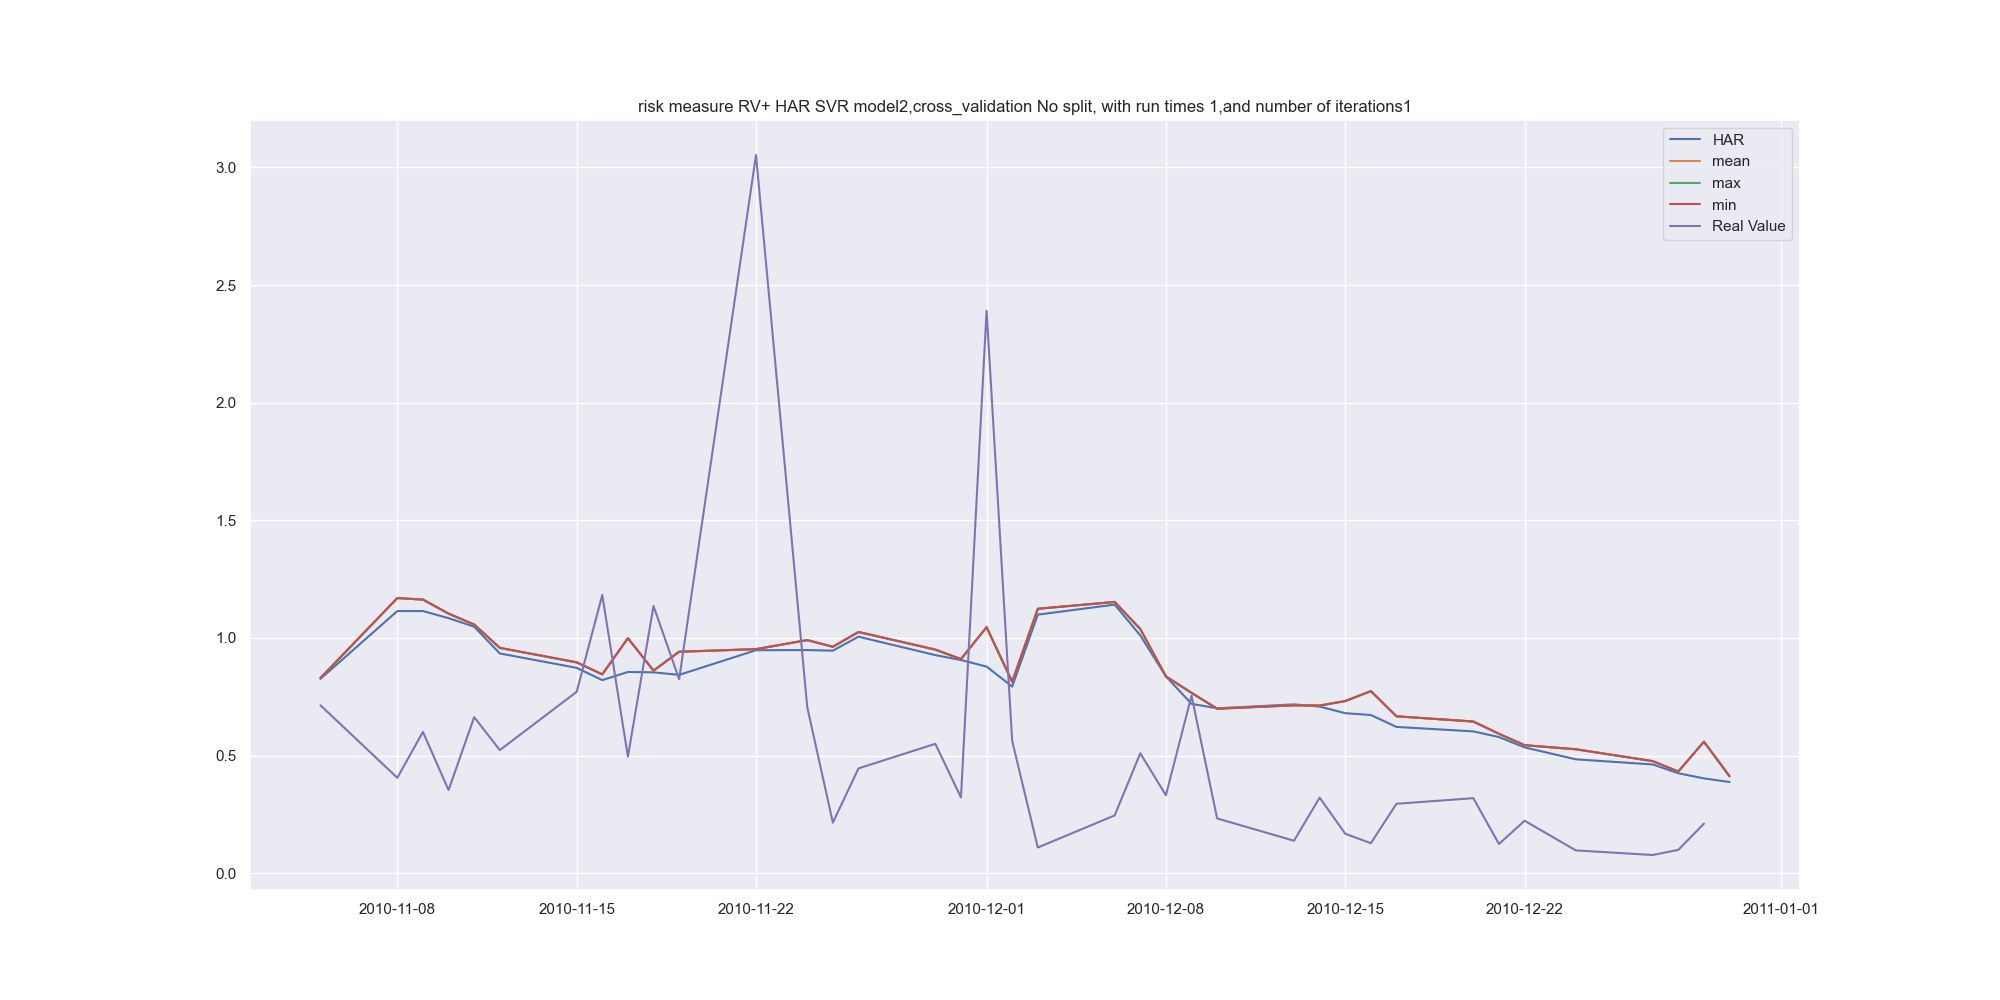 risk measure RV+ HAR SVR model2,cross_validation No split, with run times 1,and number of iterations1
HAR
mean
max
min
Real Value
3.0
2.5
2.0
1.5
1.0
0.5
0.0
2010-11-08
2010-11-15
2010-11-22
2010-12-01
2010-12-08
2010-12-15
2010-12-22
2011-01-01